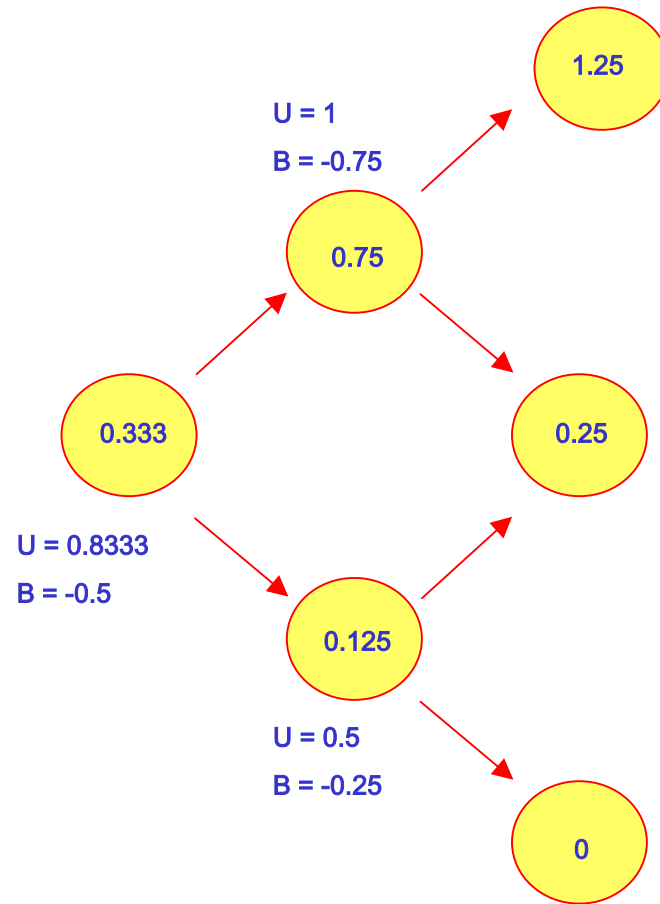 1.25
U = 1
B = -0.75
0.75
0.333
0.25
U = 0.8333
B = -0.5
0.125
U = 0.5
B = -0.25
0